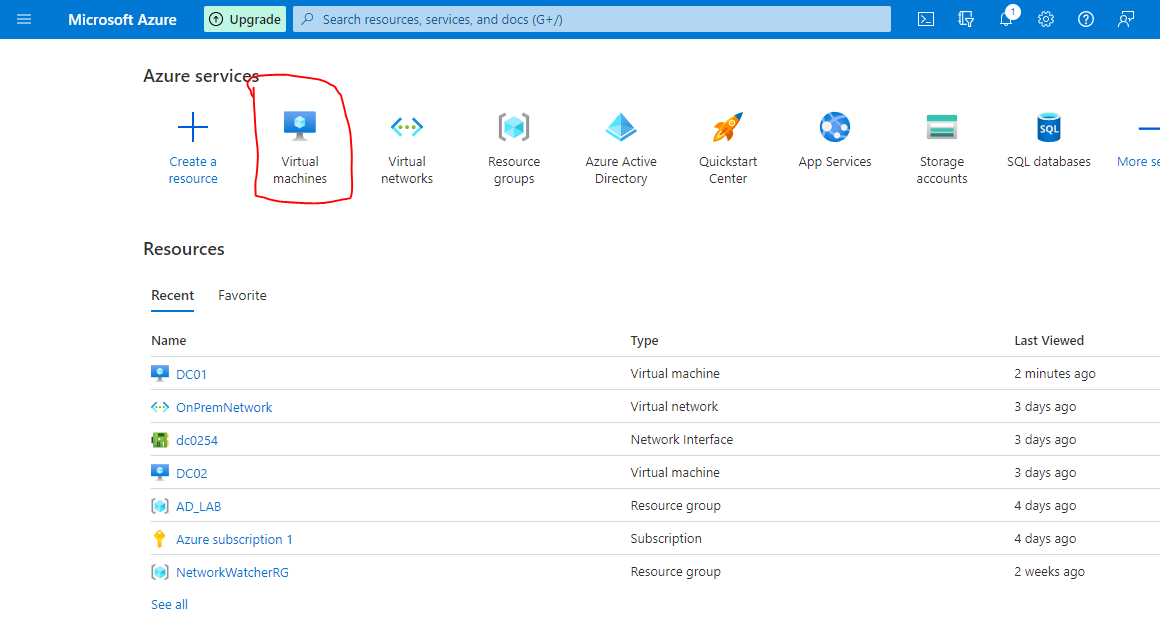 Microsoft Azure Upgrade Search resources, services, and docs (G+/) 1
Azure services
Create a resource
Virtual machines
Virtual networks
Resource groups
Azure Active Directory
Quickstart Center
App Services
Storage accounts
SQL databases
SQL
More se
Resources
Recent Favorite
Name Type Last Viewed
DC01 Virtual machine 2 minutes ago
OnPremNetwork Virtual network 3 days ago
dc0254 Network Interface 3 days ago
DC02 Virtual machine 3 days ago
AD_LAB Resource group 4 days ago
Azure subscription 1 Subscription 4 days ago
NetworkWatcherRG Resource group 2 weeks ago
See all